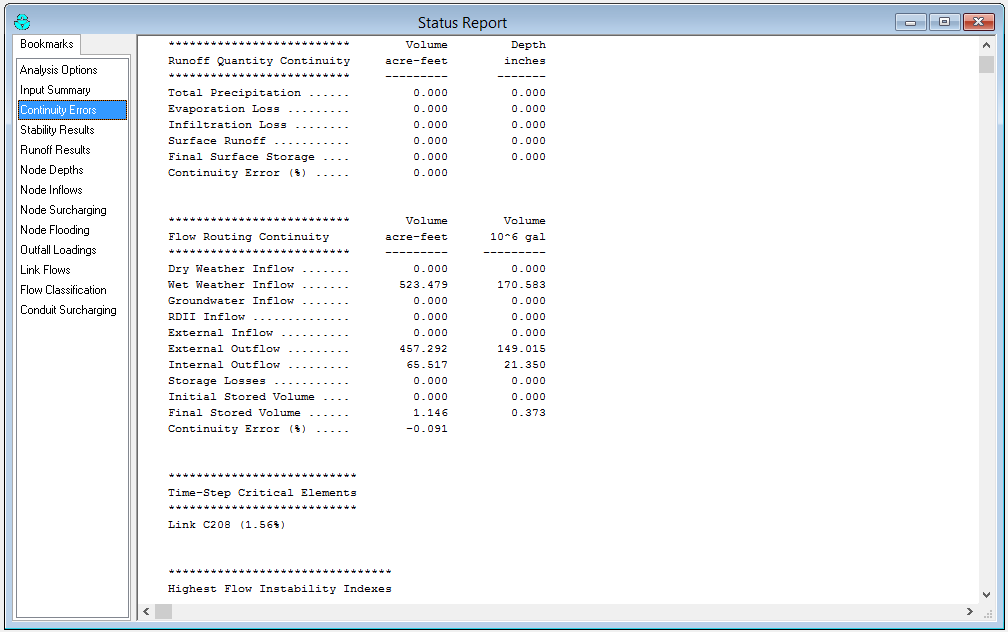 Status Report
Bookmarks
Analysis Options
Input Summary
Continuity Errors
Stability Results
Runoff Results
Node Depths
Node Inflows
Node Surcharging
Node Flooding
Outfall Loadings
Link Flows
Flow Classification
Conduit Surcharging
************************** Volume Depth
Runoff Quantity Continuity acre-feet inches
************************** --------- -------
Total Precipitation ...... 0.000 0.000
Evaporation Loss ......... 0.000 0.000
Infiltration Loss ........ 0.000 0.000
Surface Runoff ........... 0.000 0.000
Final Surface Storage .... 0.000 0.000
Continuity Error (%) ..... 0.000
************************** Volume Volume
Flow Routing Continuity acre-feet 10^6 gal
************************** --------- ---------
Dry Weather Inflow ....... 0.000 0.000
Wet Weather Inflow ....... 523.479 170.583
Groundwater Inflow ....... 0.000 0.000
RDII Inflow .............. 0.000 0.000
External Inflow .......... 0.000 0.000
External Outflow ......... 457.292 149.015
Internal Outflow ......... 65.517 21.350
Storage Losses ........... 0.000 0.000
Initial Stored Volume .... 0.000 0.000
Final Stored Volume ...... 1.146 0.373
Continuity Error (%) ..... -0.091
***************************
Time-Step Critical Elements
***************************
Link C208 (1.56%)
********************************
Highest Flow Instability Indexes